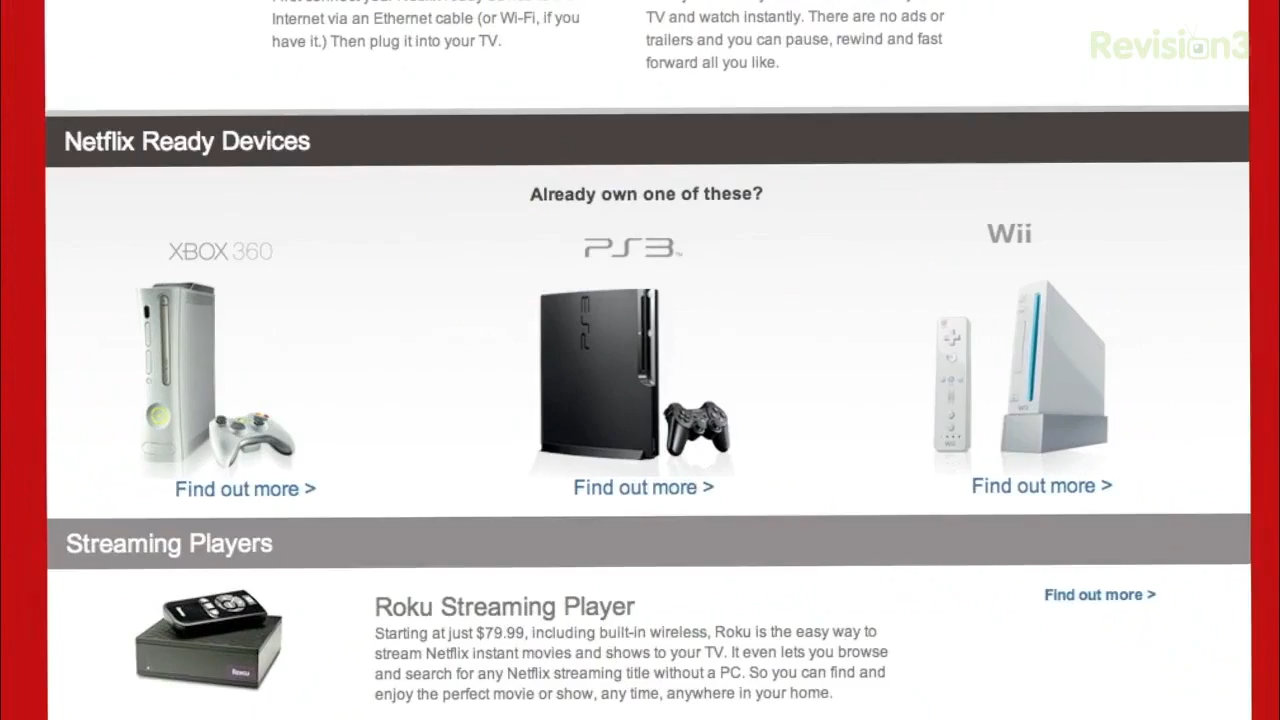 Internet via an Ethernet cable (or Wi-Fi, if you
have it.) Then plug it into your TV.
TV and watch instantly. There are no ads or
trailers and you can pause, rewind and fast
forward all you like.
Revision3
Netflix Ready Devices
Already own one of these?
XBOX 360
PS3
Wii
PS3
Wii
Wii
Find out more >
Find out more >
Find out more >
Streaming Players
Roku
Roku Streaming Player
Starting at just $79.99, including built-in wireless, Roku is the easy way to
stream Netflix instant movies and shows to your TV. It even lets you browse
and search for any Netflix streaming title without a PC. So you can find and
enjoy the perfect movie or show, any time, anywhere in your home.
Find out more >